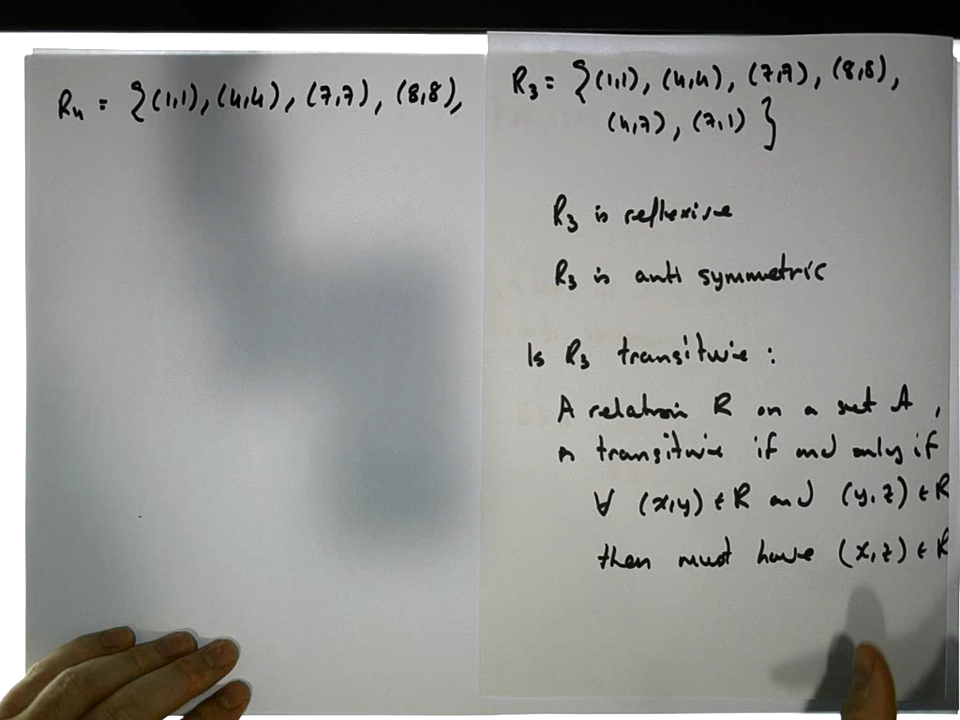 R₄ = {(1,1), (4,4), (7,7), (8,8),
R₃ = {(1,1), (4,4), (7,7), (8,8),
(4,7), (7,1) }
R₃ is reflexive
R₃ is anti symmetric
Is R₃ transitive :
A relation R on a set A ,
is transitive if and only if
∀ (x,y) ∈ R and (y,z) ∈ R
then must have (x,z) ∈ R